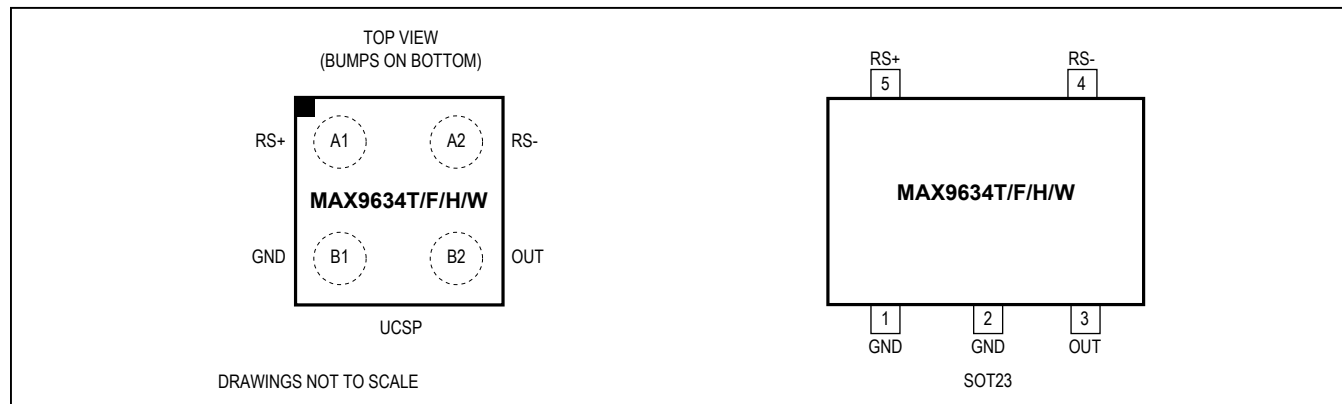 TOP VIEW
(BUMPS ON BOTTOM)
RS+ A1 A2 RS-
MAX9634T/F/H/W
GND B1 B2 OUT
UCSP
DRAWINGS NOT TO SCALE
RS+ RS-
5 4
MAX9634T/F/H/W
1 2 3
GND GND OUT
SOT23